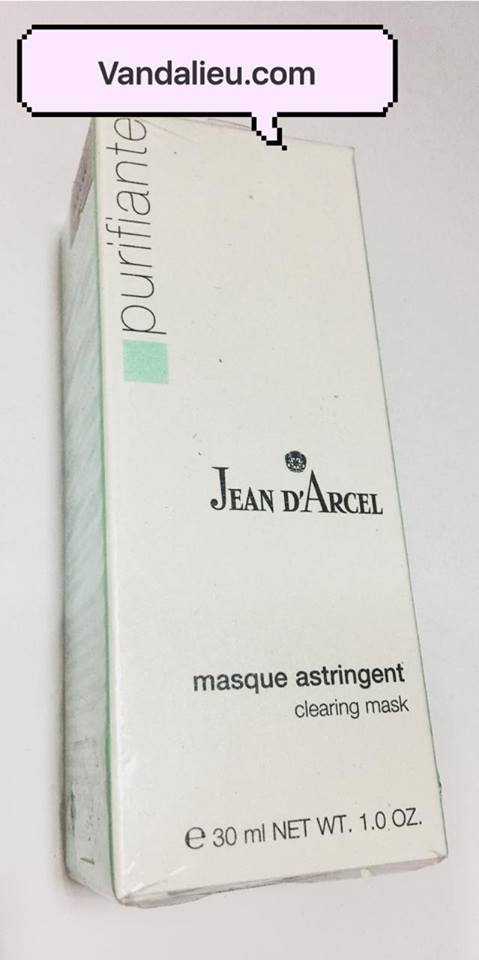 Vandalieu.com
purifiante
JEAN D'ARCEL
masque astringent
clearing mask
℮ 30 ml NET WT. 1.0 OZ.